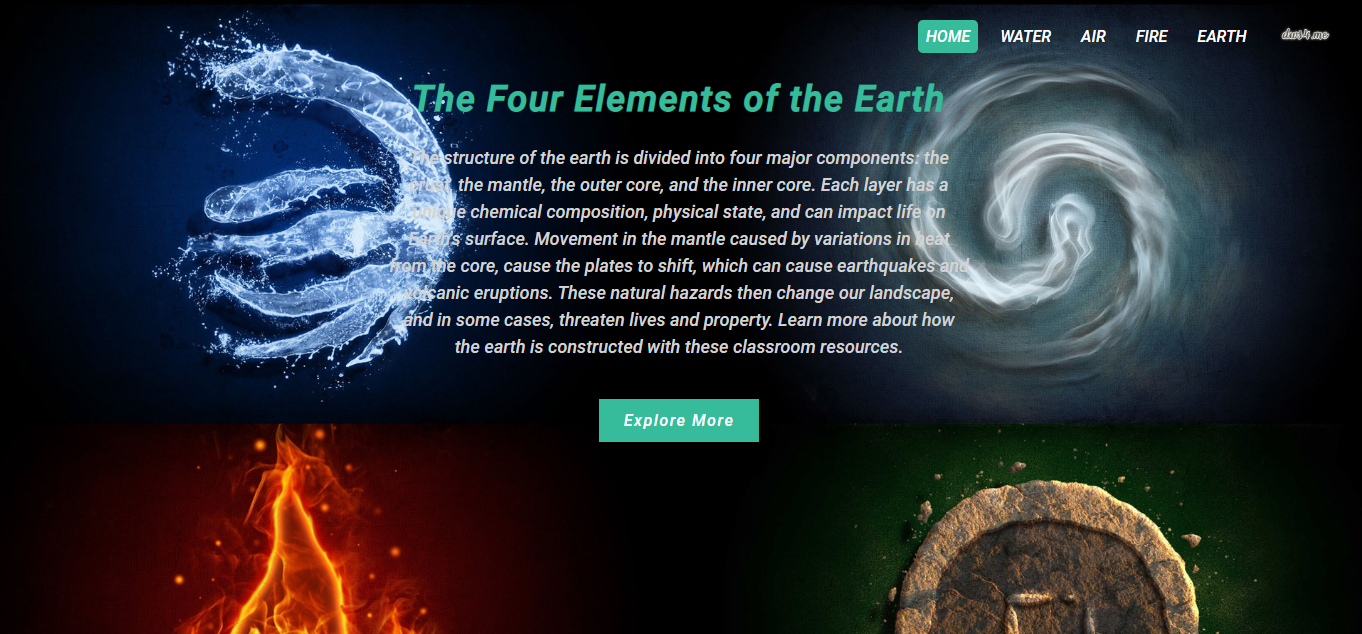 HOME WATER AIR FIRE EARTH
The Four Elements of the Earth
The structure of the earth is divided into four major components: the
crust, the mantle, the outer core, and the inner core. Each layer has a
unique chemical composition, physical state, and can impact life on
Earth's surface. Movement in the mantle caused by variations in heat
from the core, cause the plates to shift, which can cause earthquakes and
volcanic eruptions. These natural hazards then change our landscape,
and in some cases, threaten lives and property. Learn more about how
the earth is constructed with these classroom resources.
Explore More